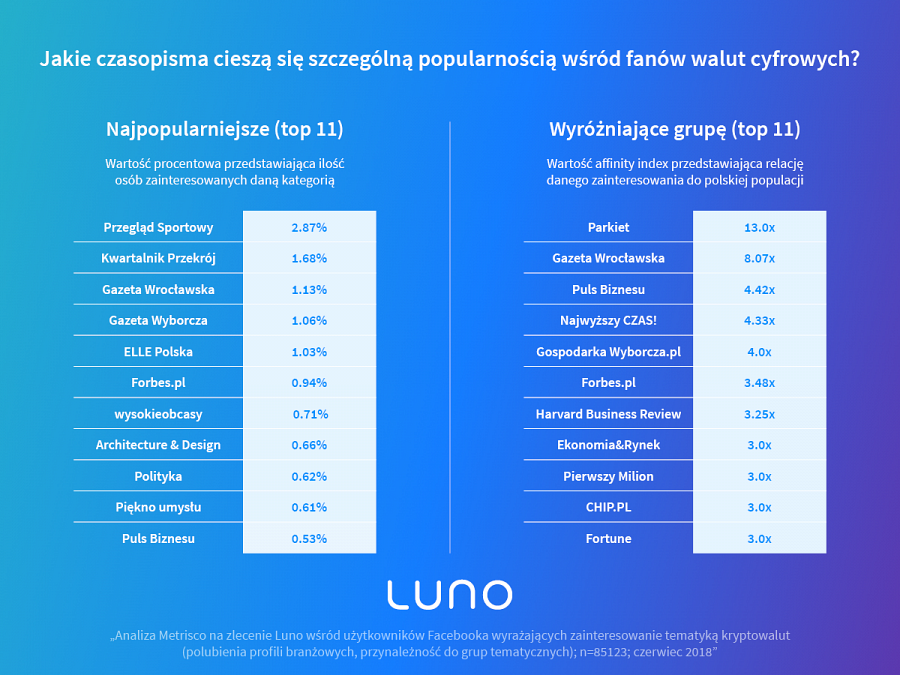 Jakie czasopisma cieszą się szczególną popularnością wśród fanów walut cyfrowych?
Najpopularniejsze (top 11)
Wartość procentowa przedstawiająca ilość
osób zainteresowanych daną kategorią
Przegląd Sportowy 2.87%
Kwartalnik Przekrój 1.68%
Gazeta Wrocławska 1.13%
Gazeta Wyborcza 1.06%
ELLE Polska 1.03%
Forbes.pl 0.94%
wysokieobcasy 0.71%
Architecture & Design 0.66%
Polityka 0.62%
Piękno umysłu 0.61%
Puls Biznesu 0.53%
Wyróżniające grupę (top 11)
Wartość affinity index przedstawiająca relację
danego zainteresowania do polskiej populacji
Parkiet 13.0x
Gazeta Wrocławska 8.07x
Puls Biznesu 4.42x
Najwyższy CZAS! 4.33x
Gospodarka Wyborcza.pl 4.0x
Forbes.pl 3.48x
Harvard Business Review 3.25x
Ekonomia&Rynek 3.0x
Pierwszy Milion 3.0x
CHIP.PL 3.0x
Fortune 3.0x
LUNO
„Analiza Metrisco na zlecenie Luno wśród użytkowników Facebooka wyrażających zainteresowanie tematyką kryptowalut
(polubienia profili branżowych, przynależność do grup tematycznych); n=85123; czerwiec 2018”